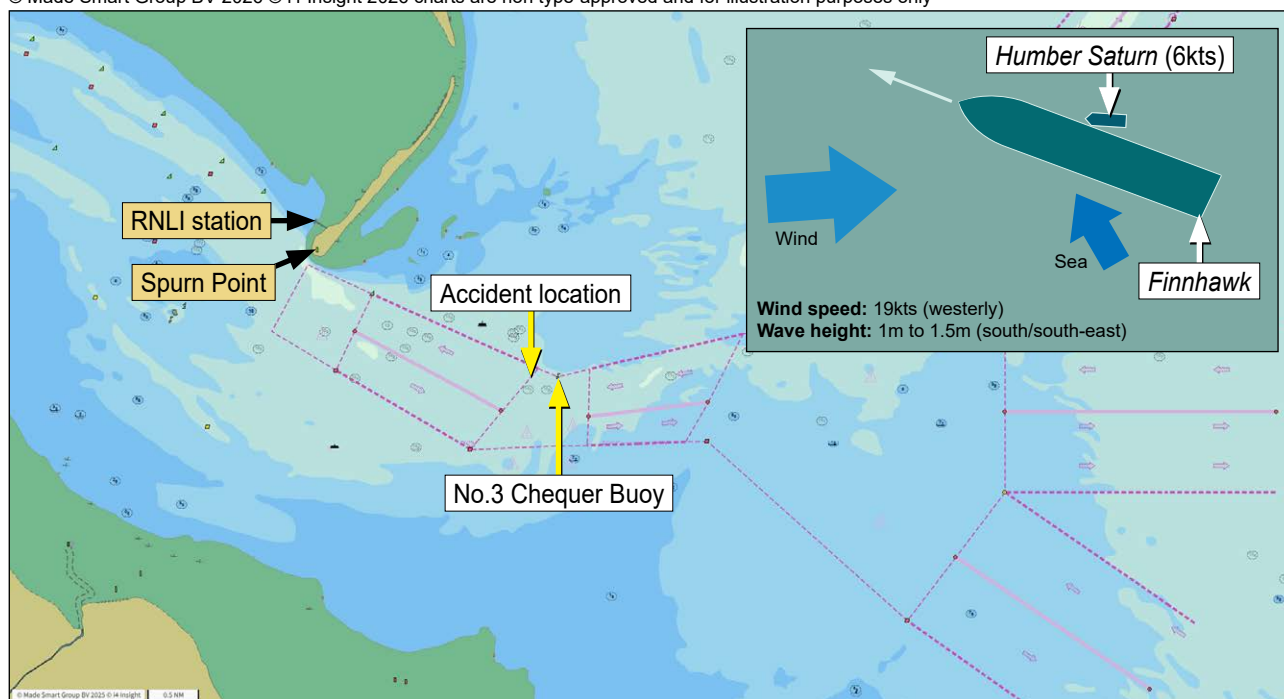 © Made Smart Group BV 2025 © i4 Insight 2025 charts are non type-approved and for illustration purposes only
Humber Saturn (6kts)
Wind
Sea
Finnhawk
Wind speed: 19kts (westerly)
Wave height: 1m to 1.5m (south/south-east)
RNLI station
Spurn Point
Accident location
No.3 Chequer Buoy
© Made Smart Group BV 2025 © i4 Insight
0.5 NM